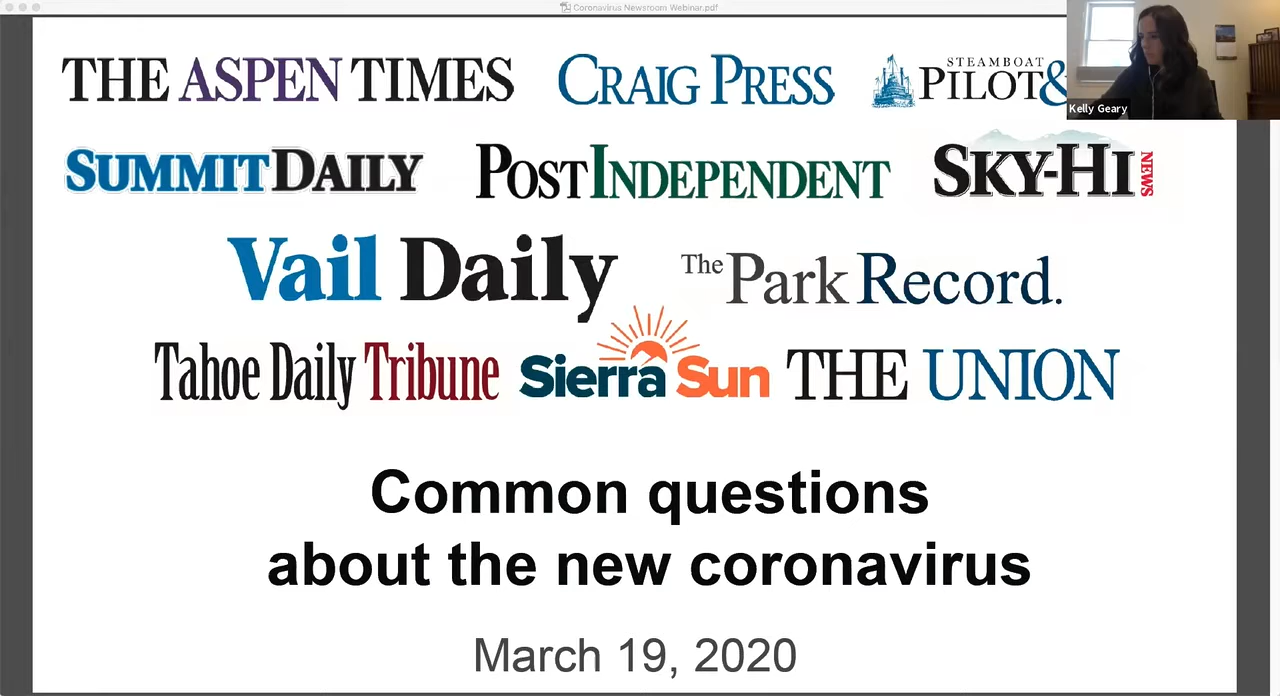 Coronavirus Newsroom Webinar.pdf
THE ASPEN TIMES CRAIG PRESS STEAMBOAT PILOT&
Kelly Geary
SUMMIT DAILY POST INDEPENDENT SKY-HI NEWS
Vail Daily The Park Record.
Tahoe Daily Tribune Sierra Sun THE UNION
Common questions
about the new coronavirus
March 19, 2020